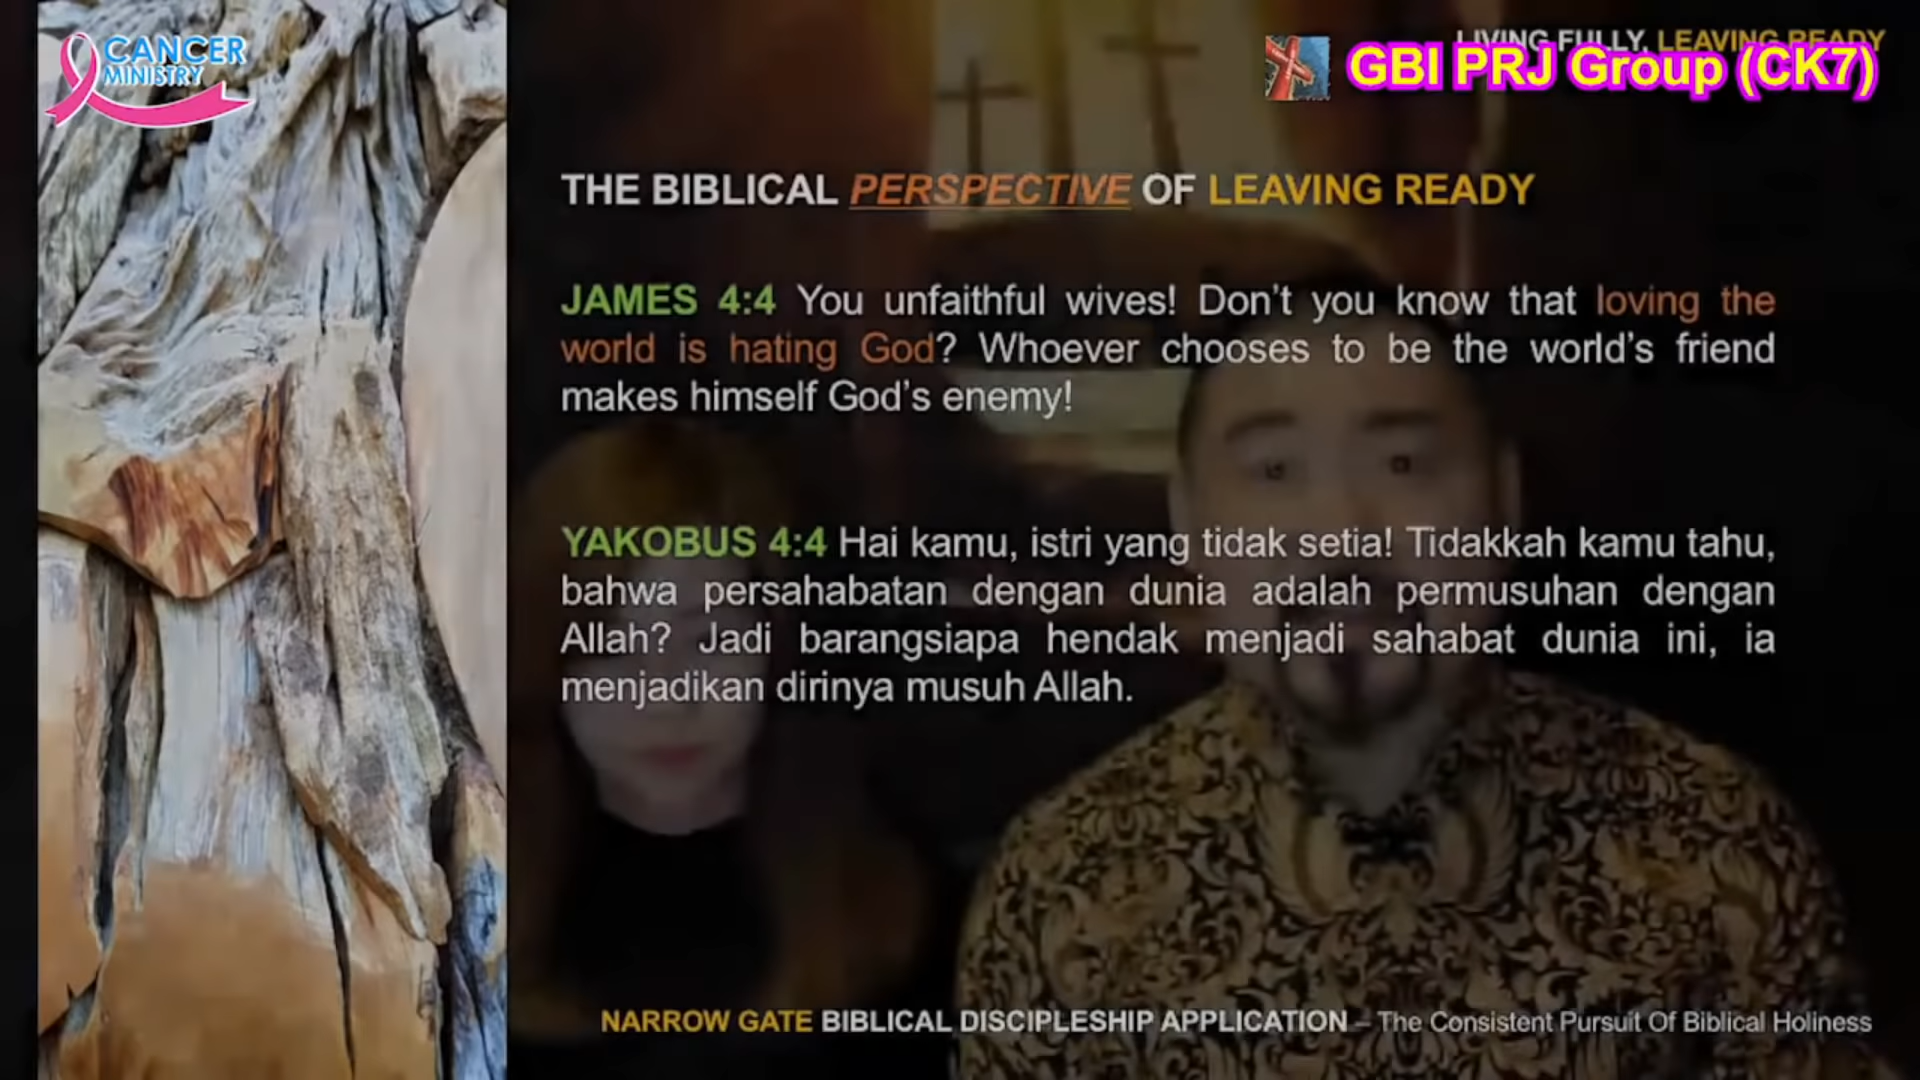 CANCER
MINISTRY
LIVING FULLY, LEAVING READY
GBI PRJ Group (CK7)
THE BIBLICAL PERSPECTIVE OF LEAVING READY
JAMES 4:4 You unfaithful wives! Don't you know that loving the
world is hating God? Whoever chooses to be the world's friend
makes himself God's enemy!
YAKOBUS 4:4 Hai kamu, istri yang tidak setia! Tidakkah kamu tahu,
bahwa persahabatan dengan dunia adalah permusuhan dengan
Allah? Jadi barangsiapa hendak menjadi sahabat dunia ini, ia
menjadikan dirinya musuh Allah.
NARROW GATE BIBLICAL DISCIPLESHIP APPLICATION – The Consistent Pursuit Of Biblical Holiness